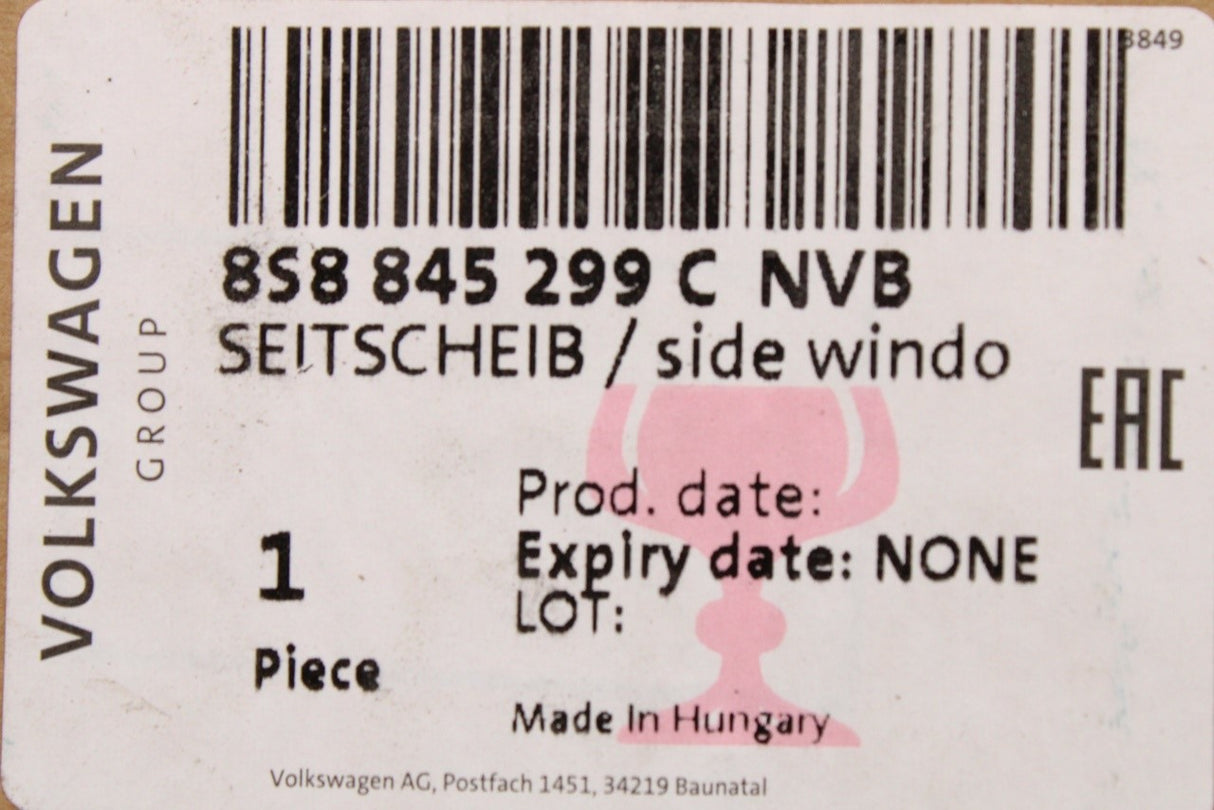 VOLKSWAGEN
GROUP
3849
8S8 845 299 C NVB
SEITSCHEIB / side windo
EAC
Prod. date:
1
Expiry date: NONE
LOT:
Piece
Made In Hungary
Volkswagen AG, Postfach 1451, 34219 Baunatal